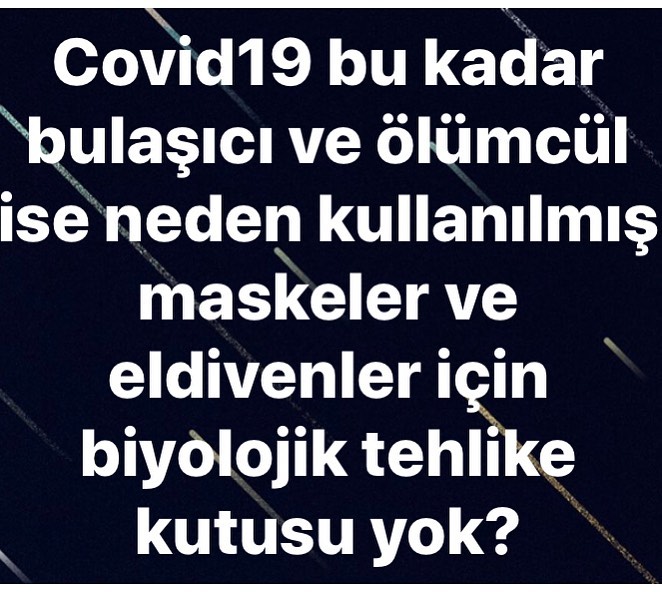 Covid19 bu kadar
bulaşıcı ve ölümcül
ise neden kullanılmış
maskeler ve
eldivenler için
biyolojik tehlike
kutusu yok?